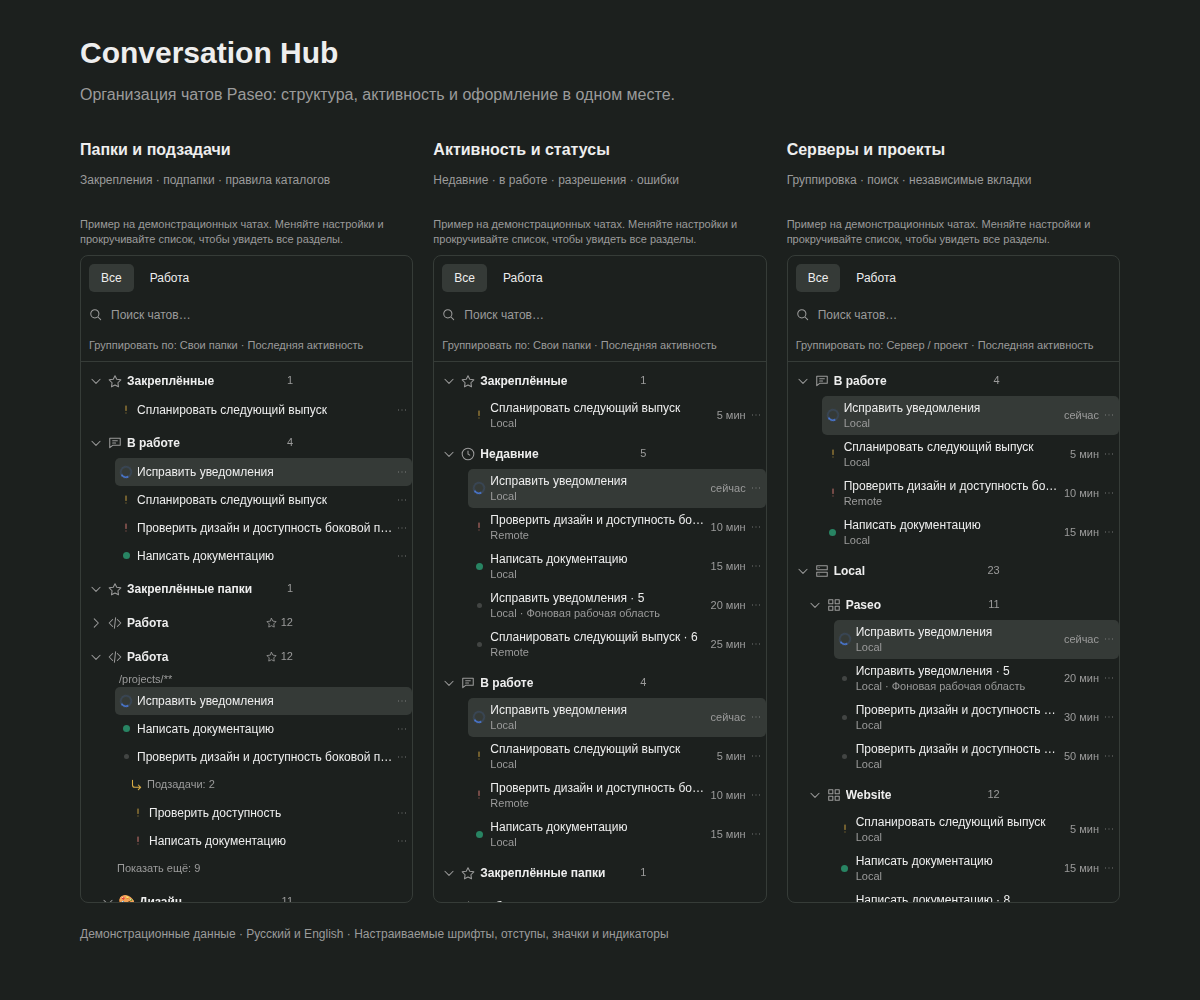 Conversation Hub
Организация чатов Paseo: структура, активность и оформление в одном месте.
Папки и подзадачи
Закрепления · подпапки · правила каталогов
Пример на демонстрационных чатах. Меняйте настройки и
прокручивайте список, чтобы увидеть все разделы.
Все Работа
Поиск чатов…
Группировать по: Свои папки · Последняя активность
Закреплённые 1
Спланировать следующий выпуск
В работе 4
Исправить уведомления
Спланировать следующий выпуск
Проверить дизайн и доступность боковой п…
Написать документацию
Закреплённые папки 1
Работа 12
Работа 12
/projects/**
Исправить уведомления
Написать документацию
Проверить дизайн и доступность боковой п…
Подзадачи: 2
Проверить доступность
Написать документацию
Показать ещё: 9
Дизайн 11
Активность и статусы
Недавние · в работе · разрешения · ошибки
Пример на демонстрационных чатах. Меняйте настройки и
прокручивайте список, чтобы увидеть все разделы.
Все Работа
Поиск чатов…
Группировать по: Свои папки · Последняя активность
Закреплённые 1
Спланировать следующий выпуск 5 мин
Local
Недавние 5
Исправить уведомления сейчас
Local
Проверить дизайн и доступность бо… 10 мин
Remote
Написать документацию 15 мин
Local
Исправить уведомления · 5 20 мин
Local · Фоновая рабочая область
Спланировать следующий выпуск · 6 25 мин
Remote
В работе 4
Исправить уведомления сейчас
Local
Спланировать следующий выпуск 5 мин
Local
Проверить дизайн и доступность бо… 10 мин
Remote
Написать документацию 15 мин
Local
Закреплённые папки 1
Серверы и проекты
Группировка · поиск · независимые вкладки
Пример на демонстрационных чатах. Меняйте настройки и
прокручивайте список, чтобы увидеть все разделы.
Все Работа
Поиск чатов…
Группировать по: Сервер / проект · Последняя активность
В работе 4
Исправить уведомления сейчас
Local
Спланировать следующий выпуск 5 мин
Local
Проверить дизайн и доступность бо… 10 мин
Remote
Написать документацию 15 мин
Local
Local 23
Paseo 11
Исправить уведомления сейчас
Local
Исправить уведомления · 5 20 мин
Local · Фоновая рабочая область
Проверить дизайн и доступность … 30 мин
Local
Проверить дизайн и доступность … 50 мин
Local
Website 12
Спланировать следующий выпуск 5 мин
Local
Написать документацию 15 мин
Local
Написать документацию · 8
Демонстрационные данные · Русский и English · Настраиваемые шрифты, отступы, значки и индикаторы